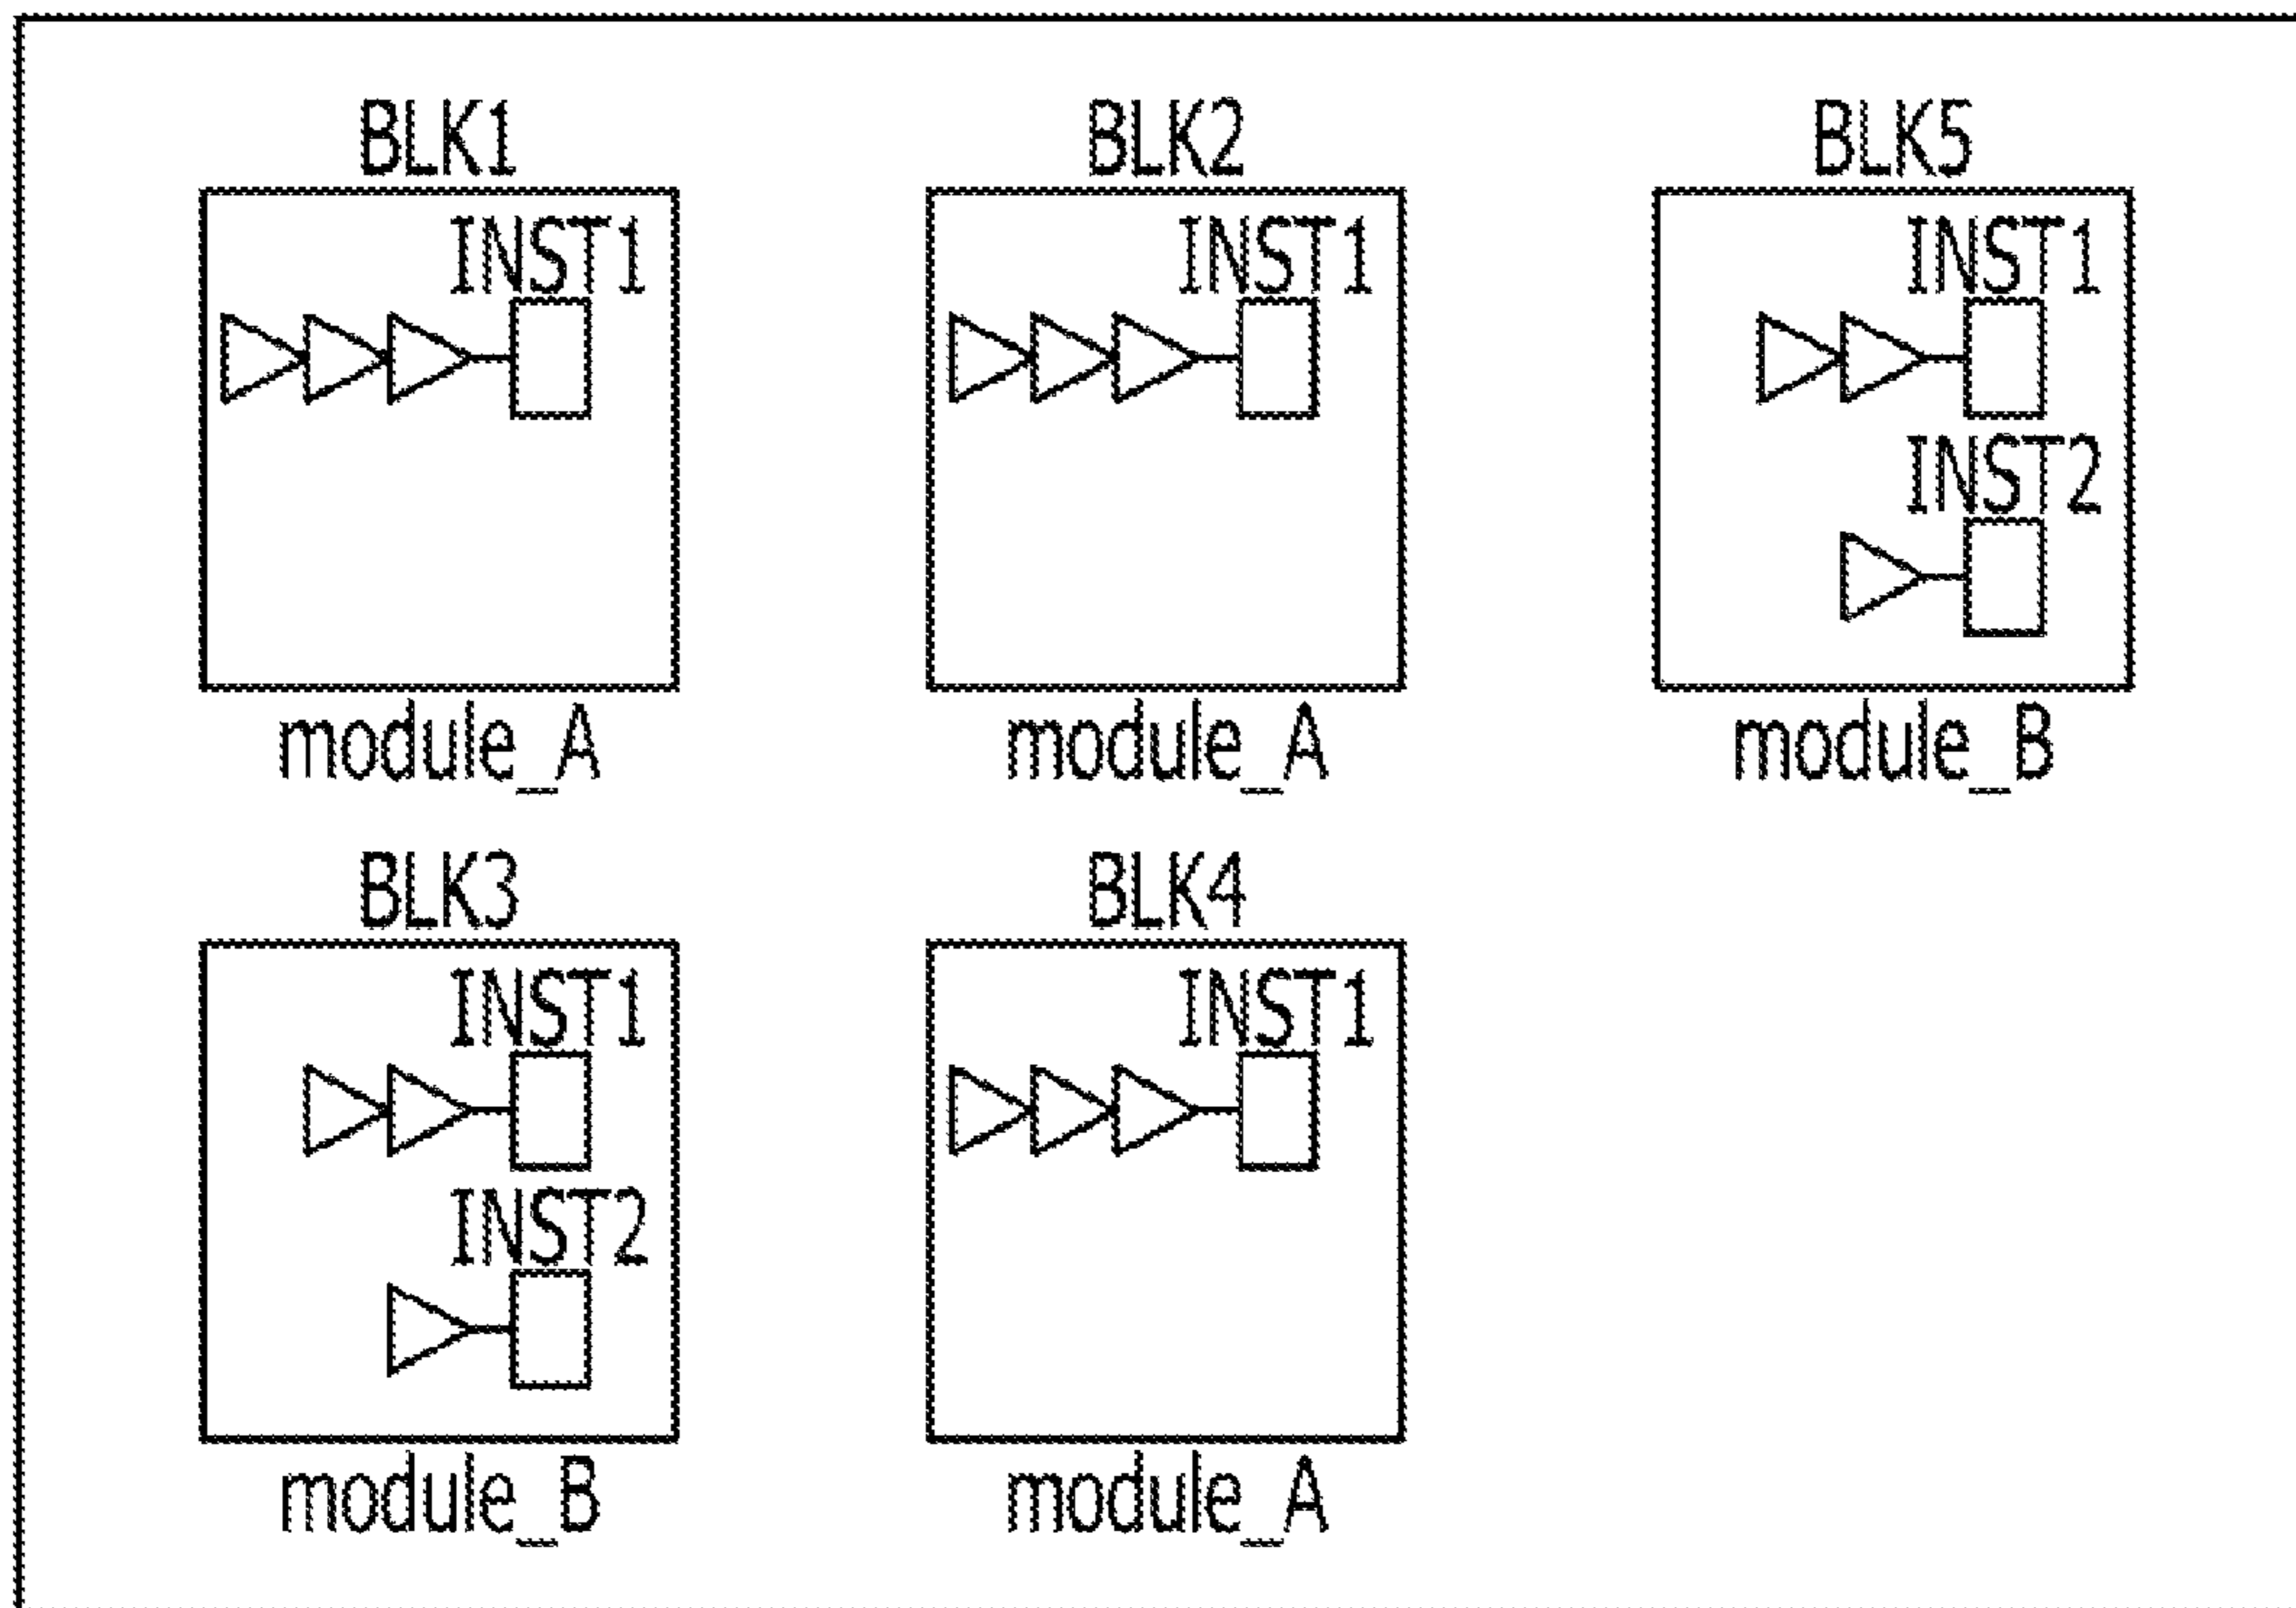 BLK1
INST1
module_A
BLK2
INST1
module_A
BLK5
INST1
INST2
module_B
BLK3
INST1
INST2
module_B
BLK4
INST1
module_A